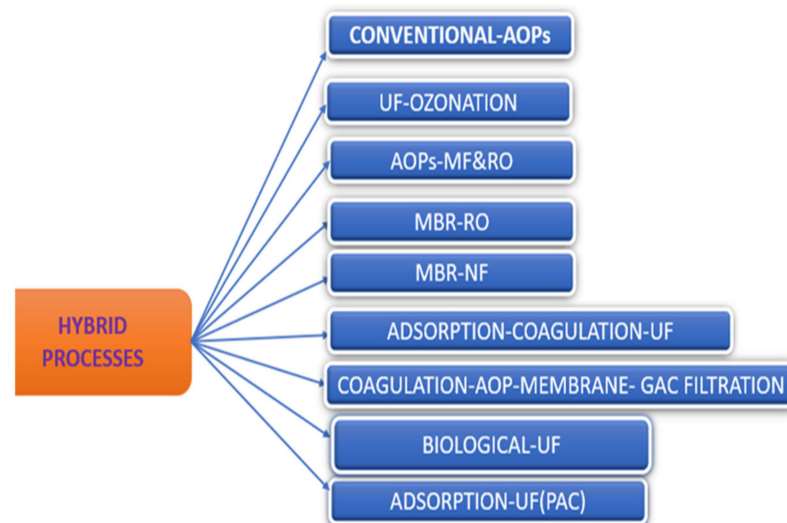 CONVENTIONAL-AOPs
UF-OZONATION
AOPs-MF&RO
MBR-RO
MBR-NF
HYBRID
PROCESSES
ADSORPTION-COAGULATION-UF
COAGULATION-AOP-MEMBRANE- GAC FILTRATION
BIOLOGICAL-UF
ADSORPTION-UF(PAC)